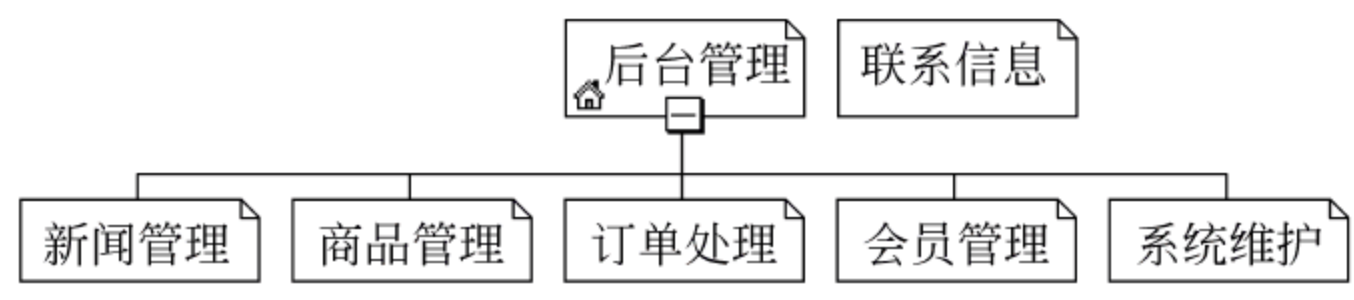 后台管理
联系信息
新闻管理
商品管理
订单处理
会员管理
系统维护